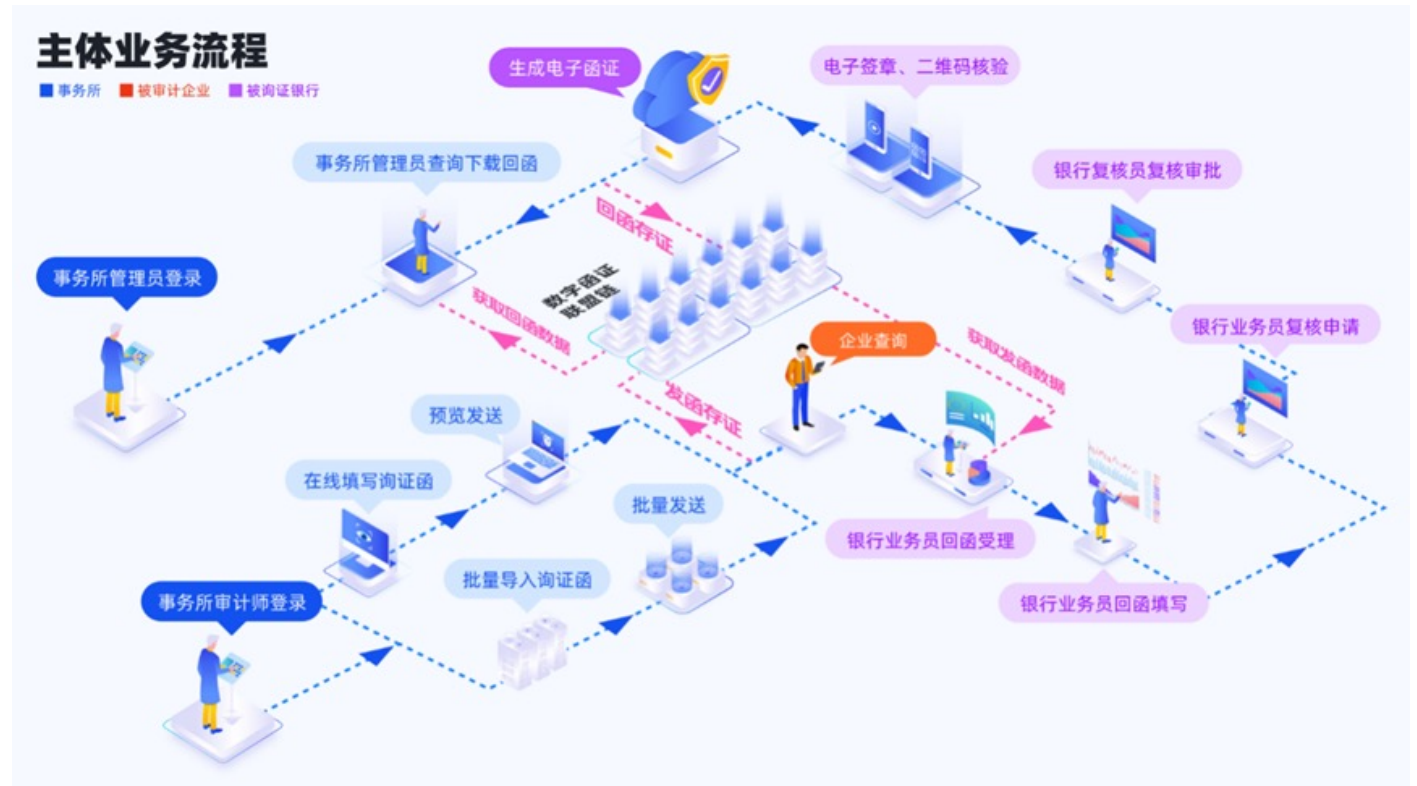 主体业务流程
事务所 被审计企业 被询证银行
生成电子函证
电子签章、二维码核验
事务所管理员查询下载回函
银行复核员复核审批
回函存证
事务所管理员登录
数字函证
联盟链
获取回函数据
银行业务员复核申请
企业查询
获取发函数据
发函存证
预览发送
在线填写询证函
批量发送
银行业务员回函受理
批量导入询证函
事务所审计师登录
银行业务员回函填写